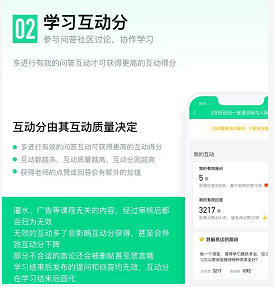 02 学习互动分
参与问答社区讨论，协作学习
多进行有效的问答互动才可获得更高的互动得分
互动分由其互动质量决定
多进行有效的问答互动可获得更高的互动得分
互动数越多，互动质量越高，互动分则越高
获得老师的点赞或回答会有额外的加值
灌水、广告等课程无关的内容，经过审核后都
会归为无效
无效的互动多了会影响互动分获得，甚至会导
致互动分下降
部分不合适的言论还会被删帖甚至禁言哦
学习结束后发布的提问和回答均无效，互动分
在学习结束后固化
我的互动
5
3217
3217
1092